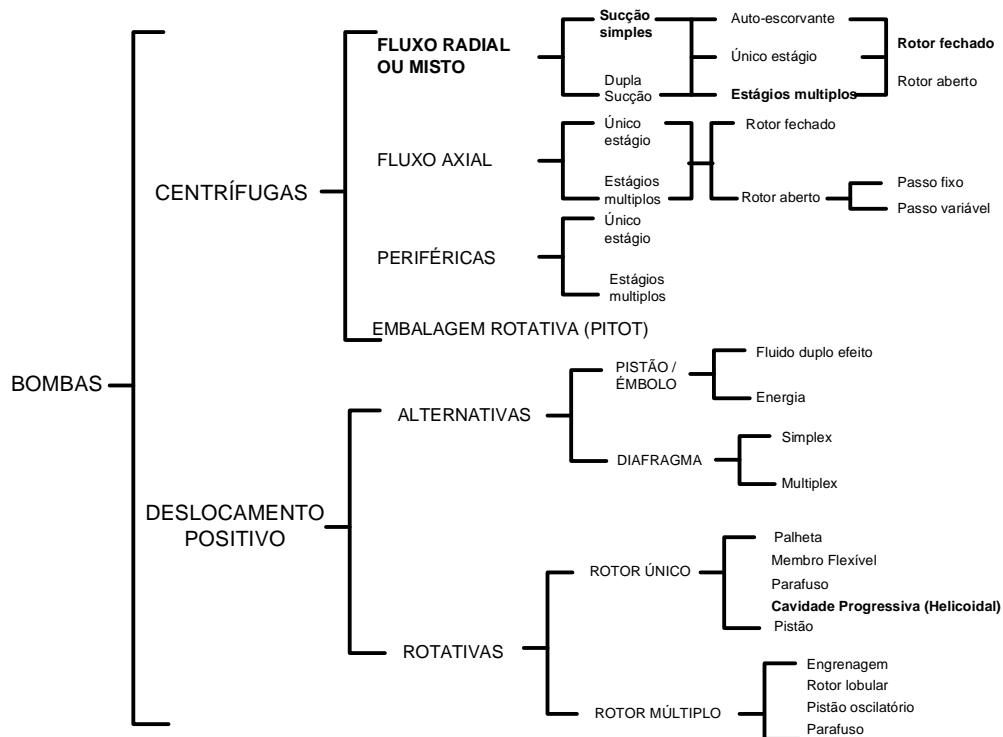 BOMBAS
CENTRÍFUGAS
FLUXO RADIAL
OU MISTO
Sucção
simples
Dupla
Sucção
Auto-escorvante
Único estágio
Estágios multiplos
Rotor fechado
Rotor aberto
FLUXO AXIAL
Único
estágio
Estágios
multiplos
Rotor fechado
Rotor aberto
Passo fixo
Passo variável
PERIFÉRICAS
Único
estágio
Estágios
multiplos
EMBALAGEM ROTATIVA (PITOT)
DESLOCAMENTO
POSITIVO
ALTERNATIVAS
PISTÃO /
ÉMBOLO
Fluido duplo efeito
Energia
DIAFRAGMA
Simplex
Multiplex
ROTATIVAS
ROTOR ÚNICO
Palheta
Membro Flexível
Parafuso
Cavidade Progressiva (Helicoidal)
Pistão
ROTOR MÚLTIPLO
Engrenagem
Rotor lobular
Pistão oscilatório
Parafuso